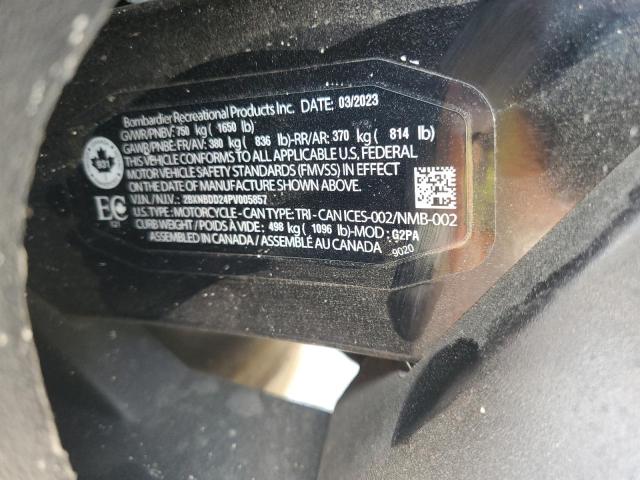 Bombardier Recreational Products Inc. DATE: 03/2023
GVWR/PNBV: 750 kg ( 1650 lb)
GAWR/PNBE: FR/AV: 380 kg ( 836 lb)-RR/AR: 370 kg ( 814 lb)
THIS VEHICLE CONFORMS TO ALL APPLICABLE U.S. FEDERAL
MOTOR VEHICLE SAFETY STANDARDS (FMVSS) IN EFFECT
ON THE DATE OF MANUFACTURE SHOWN ABOVE.
V.I.N. / N.I.V.: 2BXNBDD24PV005857
U.S. TYPE: MOTORCYCLE - CAN TYPE: TRI - CAN ICES-002/NMB-002
CURB WEIGHT / POIDS À VIDE: 498 kg ( 1096 lb)-MOD : G2PA
ASSEMBLED IN CANADA / ASSEMBLÉ AU CANADA
9020
EC